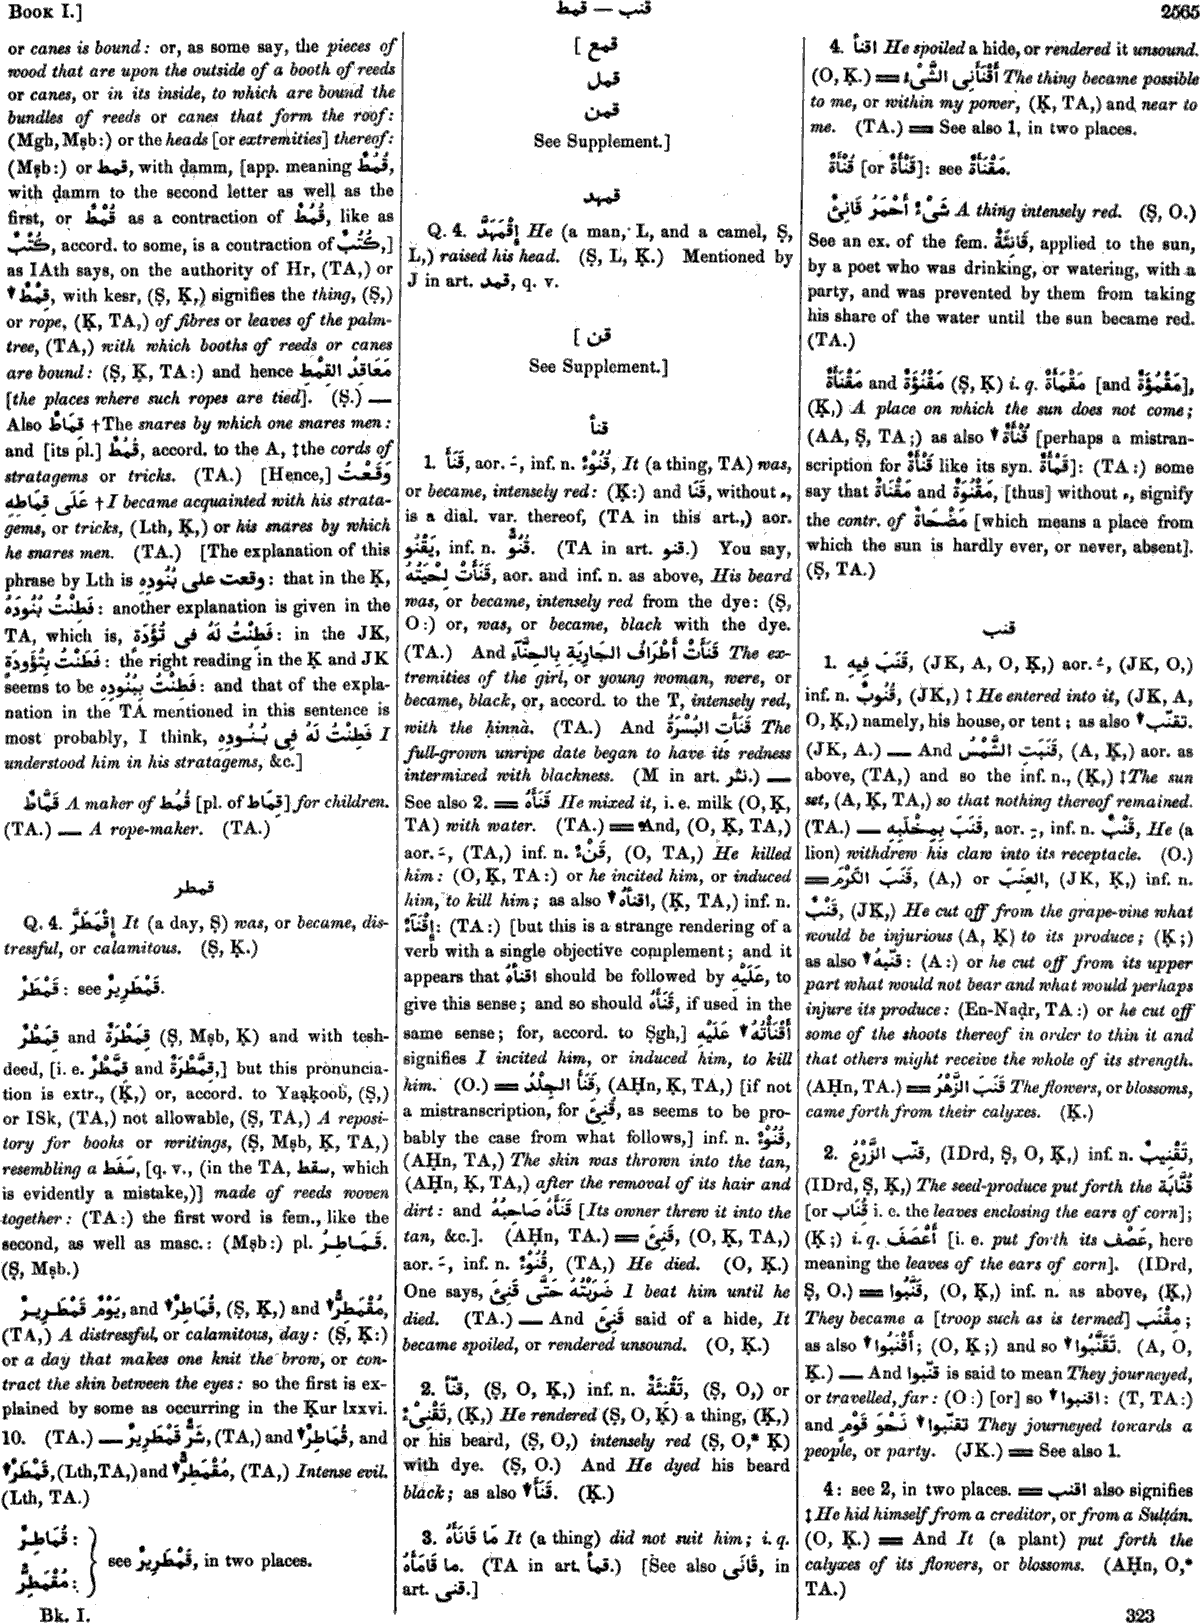 Book I.]
قنب — قمط
2565
or canes is bound: or, as some say, the pieces of
wood that are upon the outside of a booth of reeds
or canes, or in its inside, to which are bound the
bundles of reeds or canes that form the roof:
(Mgh, Mṣb:) or the heads [or extremities] thereof:
(Mṣb:) or قمط, with ḍamm, [app. meaning قُمُطٌ,
with ḍamm to the second letter as well as the
first, or قُمْطٌ as a contraction of قُمُطٌ, like as
كُتْبٌ, accord. to some, is a contraction of كُتُبٌ,]
as IAth says, on the authority of Hr, (TA,) or
▼ قِمْطٌ, with kesr, (Ṣ, Ḳ,) signifies the thing, (Ṣ,)
or rope, (Ḳ, TA,) of fibres or leaves of the palm-
tree, (TA,) with which booths of reeds or canes
are bound: (Ṣ, Ḳ, TA:) and hence مَعَاقِدُ القِمْطِ
[the places where such ropes are tied]. (Ṣ.) —
Also قِمَاطٌ †The snares by which one snares men:
and [its pl.] قُمُطٌ, accord. to the A, ‡the cords of
stratagems or tricks. (TA.) [Hence,] وَقَعْتُ
عَلَى قِمَاطِهِ †I became acquainted with his strata-
gems, or tricks, (Lth, Ḳ,) or his snares by which
he snares men. (TA.) [The explanation of this
phrase by Lth is وقعت على بُنُودِهِ: that in the Ḳ,
فَطِنْتُ بُنُودَهُ: another explanation is given in the
TA, which is, فَطِنْتُ لَهُ فى تُؤَدَةٍ: in the JK,
فَطِنْتُ بِتُؤُودَةٍ: the right reading in the Ḳ and JK
seems to be فَطِنْتُ بِبُنُودِهِ: and that of the expla-
nation in the TA mentioned in this sentence is
most probably, I think, فَطِنْتُ لَهُ فِى بُنُودِهِ I
understood him in his stratagems, &c.]
قَمَّاطٌ A maker of قُمُط [pl. of قِمَاط] for children.
(TA.) — A rope-maker. (TA.)
قمطر
Q. 4. إِقْمَطَرَّ It (a day, Ṣ) was, or became, dis-
tressful, or calamitous. (Ṣ, Ḳ.)
قَمْطَرٌ: see قَمْطَرِيرٌ.
قِمَطْرٌ and قِمَطْرَةٌ (Ṣ, Mṣb, Ḳ) and with tesh-
deed, [i. e. قِمَّطْرٌ and قِمَّطْرَةٌ,] but this pronuncia-
tion is extr., (Ḳ,) or, accord. to Yaaḳoob, (Ṣ,)
or ISk, (TA,) not allowable, (Ṣ, TA,) A reposi-
tory for books or writings, (Ṣ, Mṣb, Ḳ, TA,)
resembling a سَفَط, [q. v., (in the TA, سقط, which
is evidently a mistake,)] made of reeds woven
together: (TA:) the first word is fem., like the
second, as well as masc.: (Mṣb:) pl. قَمَاطِرُ.
(Ṣ, Mṣb.)
يَوْمٌ قَمْطَرِيرٌ, and ▼ قُمَاطِرٌ, (Ṣ, Ḳ,) and ▼ مُقْمَطِرٌّ,
(TA,) A distressful, or calamitous, day: (Ṣ, Ḳ:)
or a day that makes one knit the brow, or con-
tract the skin between the eyes: so the first is ex-
plained by some as occurring in the Ḳur lxxvi.
10. (TA.) — شَرٌّ قَمْطَرِيرٌ, (TA,) and ▼ قُمَاطِرٌ, and
▼ قَمْطَرٌ, (Lth, TA,) and ▼ مُقْمَطِرٌّ, (TA,) Intense evil.
(Lth, TA.)
قُمَاطِرٌ:
مُقْمَطِرٌّ:
see قَمْطَرِيرٌ, in two places.
Bk. I.
[ قمع
قمل
قمن
See Supplement.]
قمهد
Q. 4. إِقْمَهَدَّ He (a man, L, and a camel, Ṣ,
L,) raised his head. (Ṣ, L, Ḳ.) Mentioned by
J in art. قمد, q. v.
[ قن
See Supplement.]
قنأ
1. قَنَأَ, aor. ـَ, inf. n. قُنُوْءٌ, It (a thing, TA) was,
or became, intensely red: (Ḳ:) and قَنَا, without ء,
is a dial. var. thereof, (TA in this art.,) aor.
يَقْنُو, inf. n. قُنُوٌّ. (TA in art. قنو.) You say,
قَنَأَتْ لِحْيَتُهُ, aor. and inf. n. as above, His beard
was, or became, intensely red from the dye: (Ṣ,
O:) or, was, or became, black with the dye.
(TA.) And قَنَأَتْ أَطْرَافُ الجَارِيَةِ بِالحِنَّآءِ The ex-
tremities of the girl, or young woman, were, or
became, black, or, accord. to the T, intensely red,
with the ḥinnà. (TA.) And قَنَأَتِ البُسْرَةُ The
full-grown unripe date began to have its redness
intermixed with blackness. (M in art. نثر.) —
See also 2. = قَنَأَهُ He mixed it, i. e. milk (O, Ḳ,
TA) with water. (TA.) = And, (O, Ḳ, TA,)
aor. ـَ, (TA,) inf. n. قَنْءٌ, (O, TA,) He killed
him: (O, Ḳ, TA:) or he incited him, or induced
him, to kill him; as also ▼ اقنأهُ, (Ḳ, TA,) inf. n.
إِقْنَآءٌ: (TA:) [but this is a strange rendering of a
verb with a single objective complement; and it
appears that اقنأهُ should be followed by عَلَيْهِ, to
give this sense; and so should قَنَأَهُ, if used in the
same sense; for, accord. to Ṣgh,] ▼ أَقْنَأْتُهُ عَلَيْهِ
signifies I incited him, or induced him, to kill
him. (O.) = قَنَأَ الجِلْدُ, (AḤn, Ḳ, TA,) [if not
a mistranscription, for قُنِئَ, as seems to be pro-
bably the case from what follows,] inf. n. قُنُوْءٌ,
(AḤn, TA,) The skin was thrown into the tan,
(AḤn, Ḳ, TA,) after the removal of its hair and
dirt: and قَنَأَهُ صَاحِبُهُ [Its owner threw it into the
tan, &c.]. (AḤn, TA.) = قَنِئَ, (O, Ḳ, TA,)
aor. ـَ, inf. n. قُنُوْءٌ, (TA,) He died. (O, Ḳ.)
One says, ضَرَبْتُهُ حَتَّى قَنِئَ I beat him until he
died. (TA.) — And قَنِئَ said of a hide, It
became spoiled, or rendered unsound. (O, Ḳ.)
2. قَنَّأَ, (Ṣ, O, Ḳ,) inf. n. تَقْنِئَةٌ, (Ṣ, O,) or
تَقْنِىْءٌ, (Ḳ,) He rendered (Ṣ, O, Ḳ) a thing, (Ḳ,)
or his beard, (Ṣ, O,) intensely red (Ṣ, O,* Ḳ)
with dye. (Ṣ, O.) And He dyed his beard
black; as also ▼ قَنَأَ. (Ḳ.)
3. مَا قَانَأَهُ It (a thing) did not suit him; i. q.
ما قَامَأَهُ. (TA in art. قمأ.) [See also قَانَى, in
art. قنى.]
4. اقنأ He spoiled a hide, or rendered it unsound.
(O, Ḳ.) = أَقْنَأَنِى الشَّىْءُ The thing became possible
to me, or within my power, (Ḳ, TA,) and near to
me. (TA.) = See also 1, in two places.
قُنَأَةٌ [or قُنْأَةٌ]: see مَقْنَأَةٌ.
شَىْءٌ أَحْمَرُ قَانِئٌ A thing intensely red. (Ṣ, O.)
See an ex. of the fem. قَانِئَةٌ, applied to the sun,
by a poet who was drinking, or watering, with a
party, and was prevented by them from taking
his share of the water until the sun became red.
(TA.)
مَقْنَأَةٌ and مَقْنُؤَةٌ (Ṣ, Ḳ) i. q. مَقْمَأَةٌ [and مَقْمُؤَةٌ],
(Ḳ,) A place on which the sun does not come;
(AA, Ṣ, TA;) as also ▼ قُنْأَةٌ [perhaps a mistran-
scription for قَنْأَةٌ like its syn. قَمْأَةٌ]: (TA:) some
say that مَقْنَاةٌ and مَقْنُوَةٌ, [thus] without ء, signify
the contr. of مَضْحَاةٌ [which means a place from
which the sun is hardly ever, or never, absent].
(Ṣ, TA.)
قنب
1. قَنَبَ فِيهِ, (JK, A, O, Ḳ,) aor. ـُ, (JK, O,)
inf. n. قُنُوبٌ, (JK,) ‡ He entered into it, (JK, A,
O, Ḳ,) namely, his house, or tent; as also ▼ تقنّب.
(JK, A.) — And قَنَبَتِ الشَّمْسُ, (A, Ḳ,) aor. as
above, (TA,) and so the inf. n., (Ḳ,) ‡The sun
set, (A, Ḳ, TA,) so that nothing thereof remained.
(TA.) — قَنَبَ بِمِخْلَبِهِ, aor. ـِ, inf. n. قَنْبٌ, He (a
lion) withdrew his claw into its receptacle. (O.)
= قَنَبَ الكَرْمَ, (A,) or العِنَبَ, (JK, Ḳ,) inf. n.
قَنْبٌ, (JK,) He cut off from the grape-vine what
would be injurious (A, Ḳ) to its produce; (Ḳ;)
as also ▼ قنّبهُ: (A:) or he cut off from its upper
part what would not bear and what would perhaps
injure its produce: (En-Naḍr, TA:) or he cut off
some of the shoots thereof in order to thin it and
that others might receive the whole of its strength.
(AḤn, TA.) = قَنَبَ الزَّهْرُ The flowers, or blossoms,
came forth from their calyxes. (Ḳ.)
2. قنّب الزَّرْعُ, (IDrd, Ṣ, O, Ḳ,) inf. n. تَقْنِيبٌ,
(IDrd, Ṣ, Ḳ,) The seed-produce put forth the قُنَّابَة
[or قُنَّاب i. e. the leaves enclosing the ears of corn];
(Ḳ;) i. q. أَعْصَفَ [i. e. put forth its عَصْف, here
meaning the leaves of the ears of corn]. (IDrd,
Ṣ, O.) = قَنَّبُوا, (O, Ḳ,) inf. n. as above, (Ḳ,)
They became a [troop such as is termed] مِقْنَب;
as also ▼ أَقْنَبُوا; (O, Ḳ;) and so ▼ تَقَنَّبُوا. (A, O,
Ḳ.) — And قنّبوا is said to mean They journeyed,
or travelled, far: (O:) [or] so ▼ اقنبوا: (T, TA:)
and ▼ تقنّبوا نَحْوَ قَوْمٍ They journeyed towards a
people, or party. (JK.) = See also 1.
4: see 2, in two places. = اقنب also signifies
‡ He hid himself from a creditor, or from a Sulṭán.
(O, Ḳ.) = And It (a plant) put forth the
calyxes of its flowers, or blossoms. (AḤn, O,*
TA.)
323